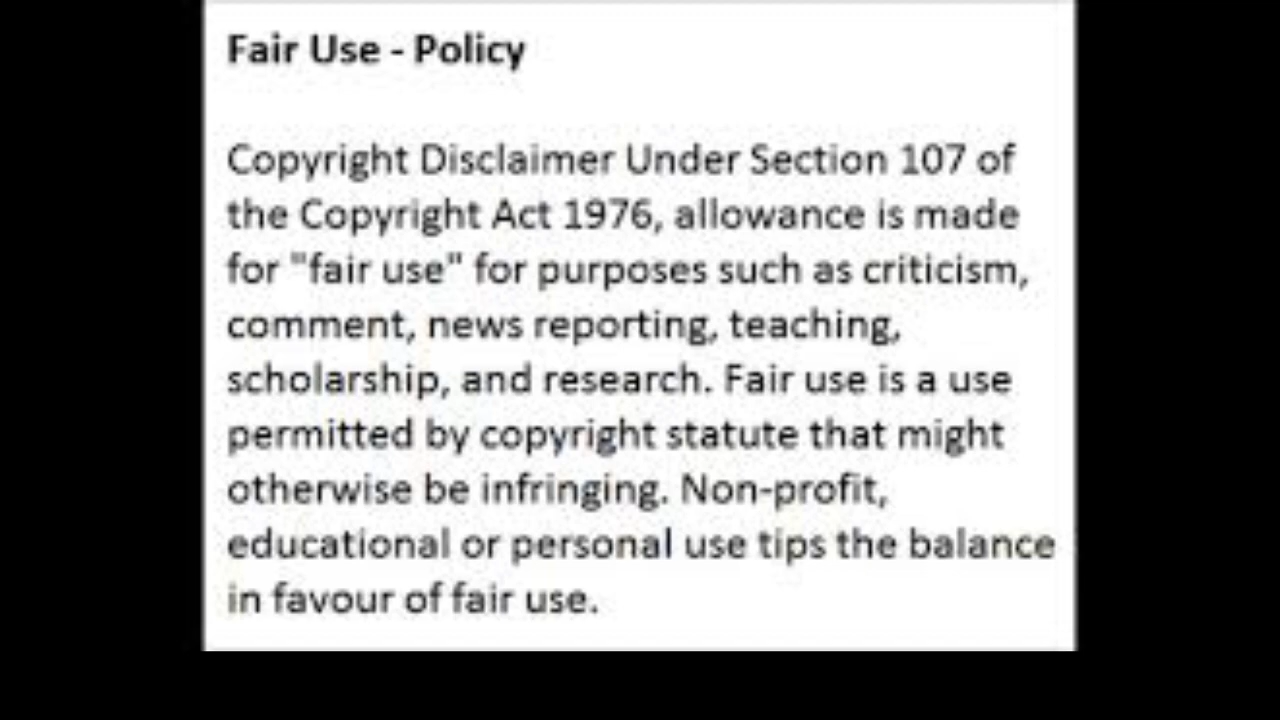 Fair Use - Policy
Copyright Disclaimer Under Section 107 of
the Copyright Act 1976, allowance is made
for "fair use" for purposes such as criticism,
comment, news reporting, teaching,
scholarship, and research. Fair use is a use
permitted by copyright statute that might
otherwise be infringing. Non-profit,
educational or personal use tips the balance
in favour of fair use.